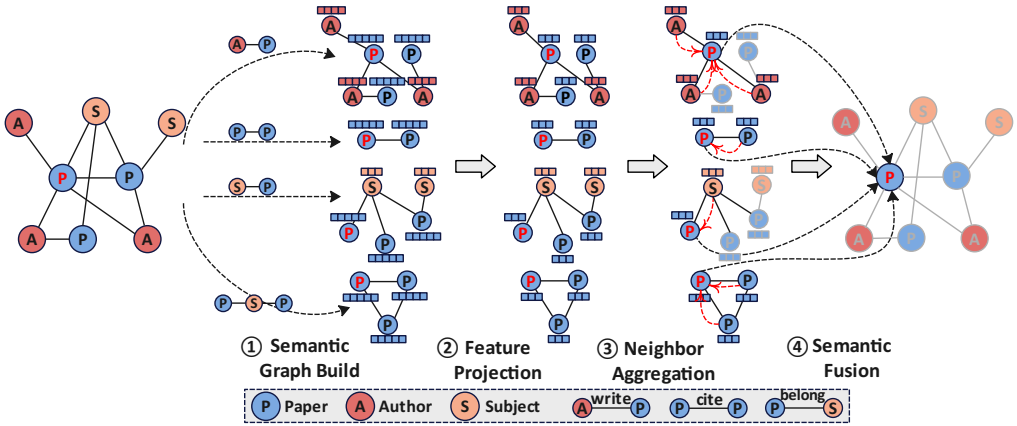 A
S
S
P
P
A
P
A
A P
P P
S P
P S P
A
P P
A P A
P P
S S
P P
P
P P
P
A
P P
A P A
P P
S S
P P
P
P P
P
A
P P
A P A
P P
S S
P P
P
P P
P
A
S
S
P
P
A
P
A
① Semantic
Graph Build
② Feature
Projection
③ Neighbor
Aggregation
④ Semantic
Fusion
P Paper A Author S Subject A write P P cite P P belong S